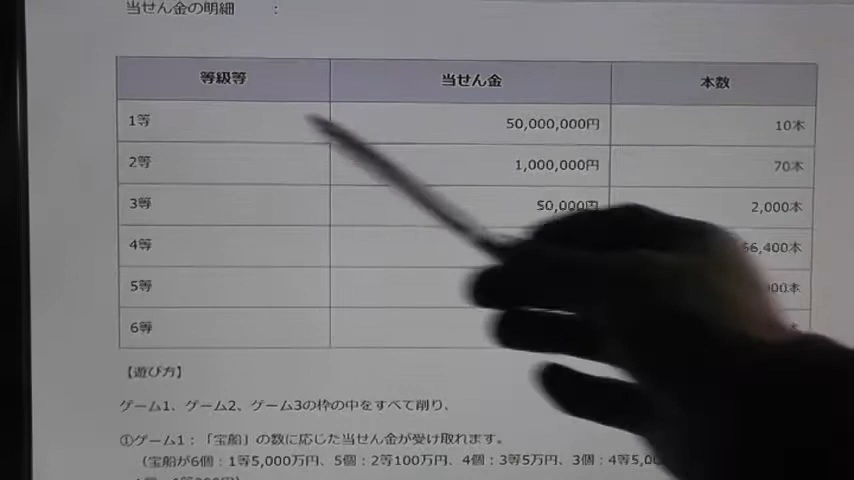 当せん金の明細　　：
等級等　当せん金　本数
1等　50,000,000円　10本
2等　1,000,000円　70本
3等　50,000円　2,000本
4等　56,400本
5等　00本
6等　本
【遊び方】
ゲーム1、ゲーム2、ゲーム3の枠の中をすべて削り、
①ゲーム1：「宝船」の数に応じた当せん金が受け取れます。
（宝船が6個：1等5,000万円、5個：2等100万円、4個：3等5万円、3個：4等5,00